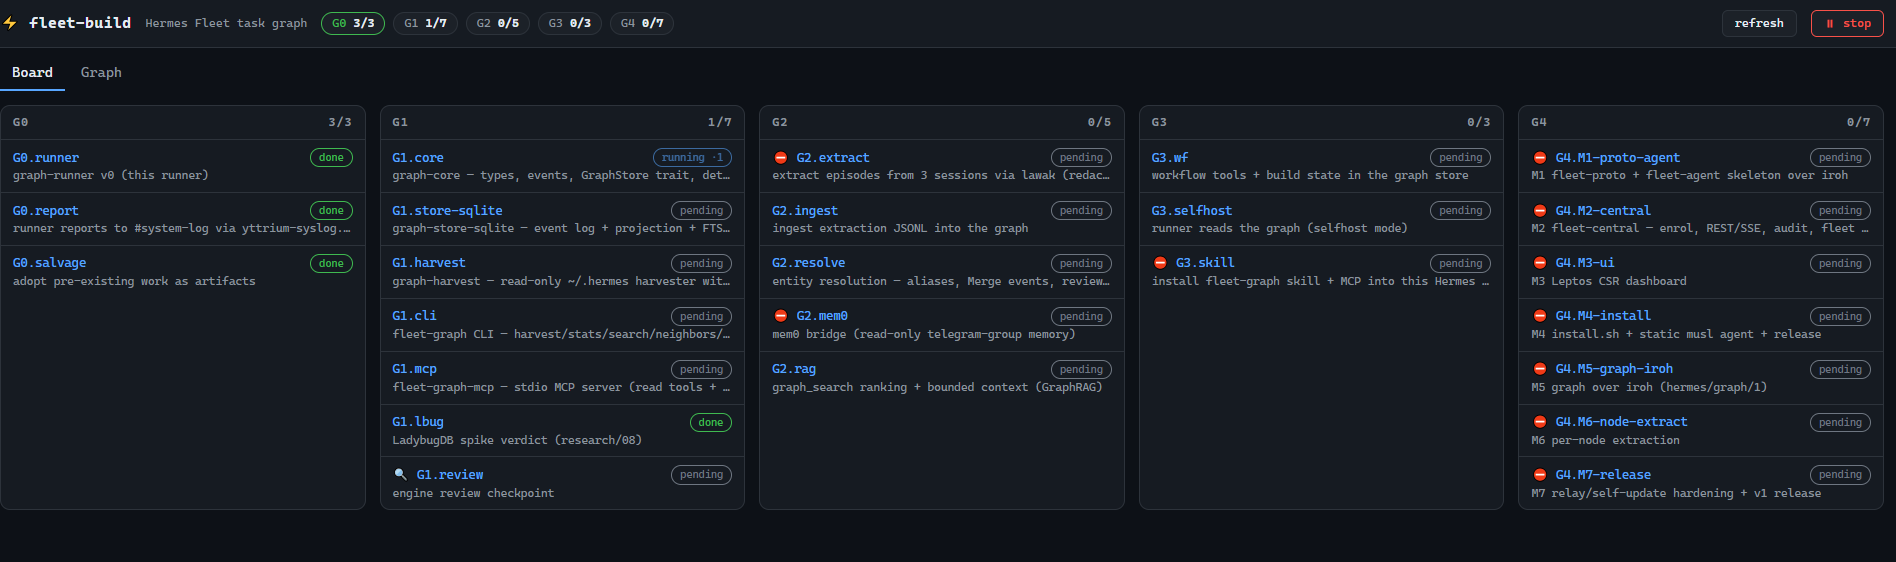 ⚡ fleet-build Hermes Fleet task graph G0 3/3 G1 1/7 G2 0/5 G3 0/3 G4 0/7 refresh ⏸ stop
Board Graph
G0 3/3
G0.runner done
graph-runner v0 (this runner)
G0.report done
runner reports to #system-log via yttrium-syslog.…
G0.salvage done
adopt pre-existing work as artifacts
G1 1/7
G1.core running ·1
graph-core — types, events, GraphStore trait, det…
G1.store-sqlite pending
graph-store-sqlite — event log + projection + FTS…
G1.harvest pending
graph-harvest — read-only ~/.hermes harvester wit…
G1.cli pending
fleet-graph CLI — harvest/stats/search/neighbors/…
G1.mcp pending
fleet-graph-mcp — stdio MCP server (read tools + …
G1.lbug done
LadybugDB spike verdict (research/08)
🔍 G1.review pending
engine review checkpoint
G2 0/5
⛔ G2.extract pending
extract episodes from 3 sessions via lawak (redac…
G2.ingest pending
ingest extraction JSONL into the graph
G2.resolve pending
entity resolution — aliases, Merge events, review…
⛔ G2.mem0 pending
mem0 bridge (read-only telegram-group memory)
G2.rag pending
graph_search ranking + bounded context (GraphRAG)
G3 0/3
G3.wf pending
workflow tools + build state in the graph store
G3.selfhost pending
runner reads the graph (selfhost mode)
⛔ G3.skill pending
install fleet-graph skill + MCP into this Hermes …
G4 0/7
⛔ G4.M1-proto-agent pending
M1 fleet-proto + fleet-agent skeleton over iroh
⛔ G4.M2-central pending
M2 fleet-central — enrol, REST/SSE, audit, fleet …
⛔ G4.M3-ui pending
M3 Leptos CSR dashboard
⛔ G4.M4-install pending
M4 install.sh + static musl agent + release
⛔ G4.M5-graph-iroh pending
M5 graph over iroh (hermes/graph/1)
⛔ G4.M6-node-extract pending
M6 per-node extraction
⛔ G4.M7-release pending
M7 relay/self-update hardening + v1 release